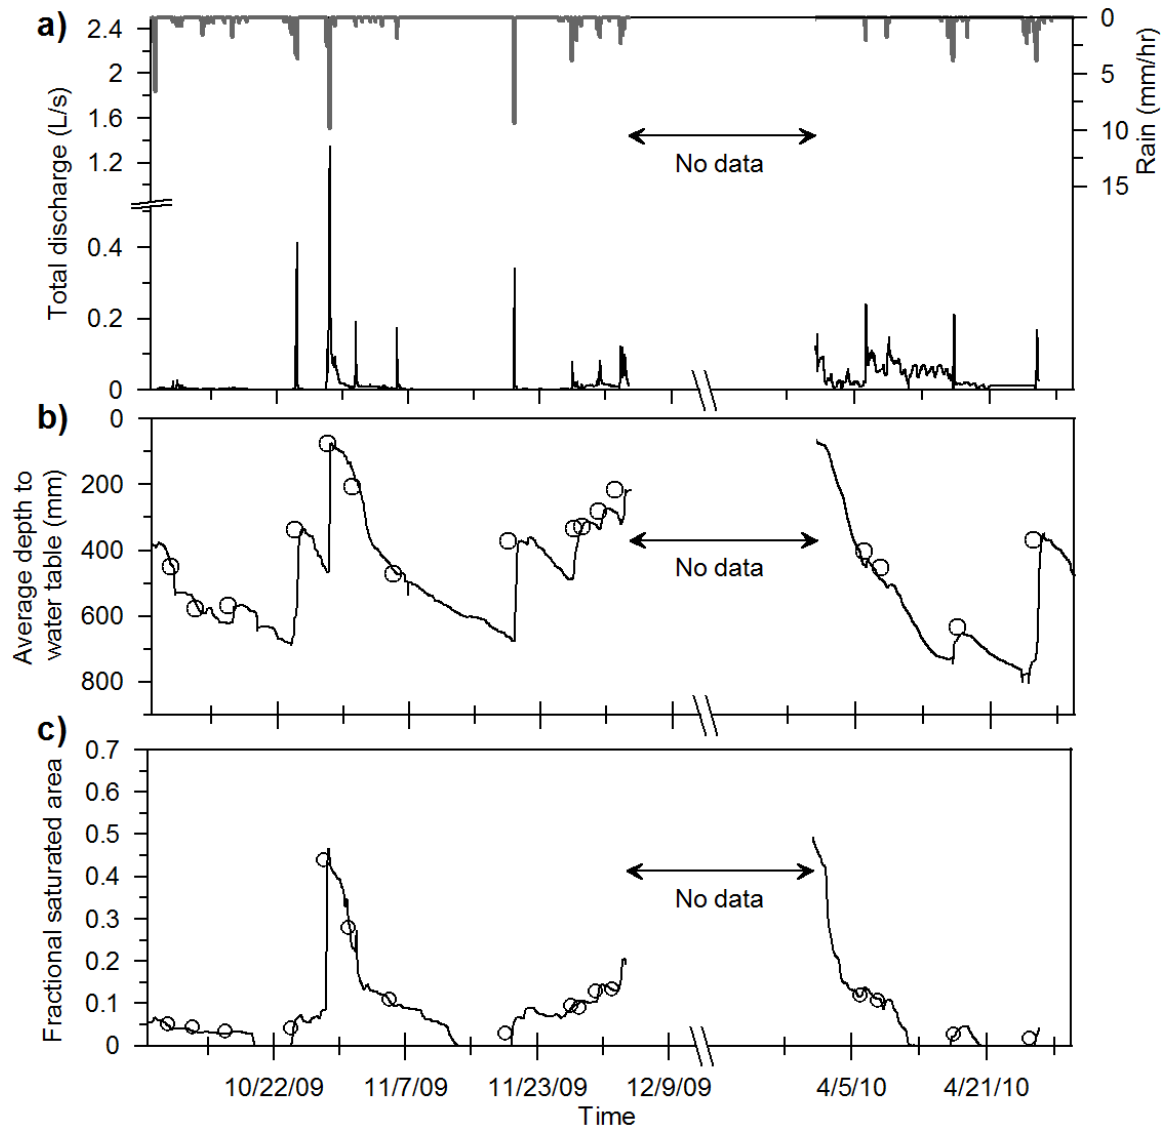 a)
2.4
2
1.6
1.2
0.4
0.2
0
Total discharge (L/s)
0
5
10
15
Rain (mm/hr)
No data
b)
0
200
400
600
800
Average depth to
water table (mm)
No data
c)
0.7
0.6
0.5
0.4
0.3
0.2
0.1
0
Fractional saturated area
No data
10/22/09 11/7/09 11/23/09 12/9/09 4/5/10 4/21/10
Time